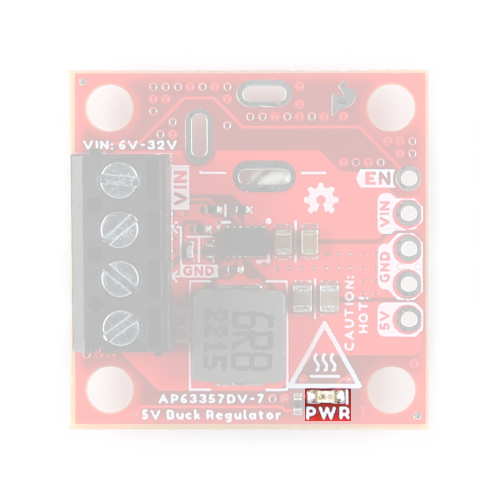 VIN: 6V-32V
VIN
EN
VIN
GND
GND
5V
6R8
2215
CAUTION:
HOT!
AP63357DV-7
5V Buck Regulator
PWR